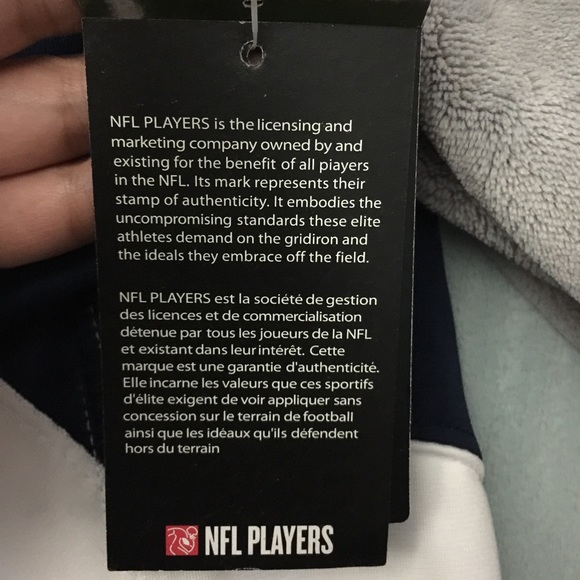 NFL PLAYERS is the licensing and
marketing company owned by and
existing for the benefit of all players
in the NFL. Its mark represents their
stamp of authenticity. It embodies the
uncompromising standards these elite
athletes demand on the gridiron and
the ideals they embrace off the field.
NFL PLAYERS est la société de gestion
des licences et de commercialisation
détenue par tous les joueurs de la NFL
et existant dans leur intérêt. Cette
marque est une garantie d'authenticité.
Elle incarne les valeurs que ces sportifs
d'élite exigent de voir appliquer sans
concession sur le terrain de football
ainsi que les idéaux qu'ils défendent
hors du terrain
NFL PLAYERS